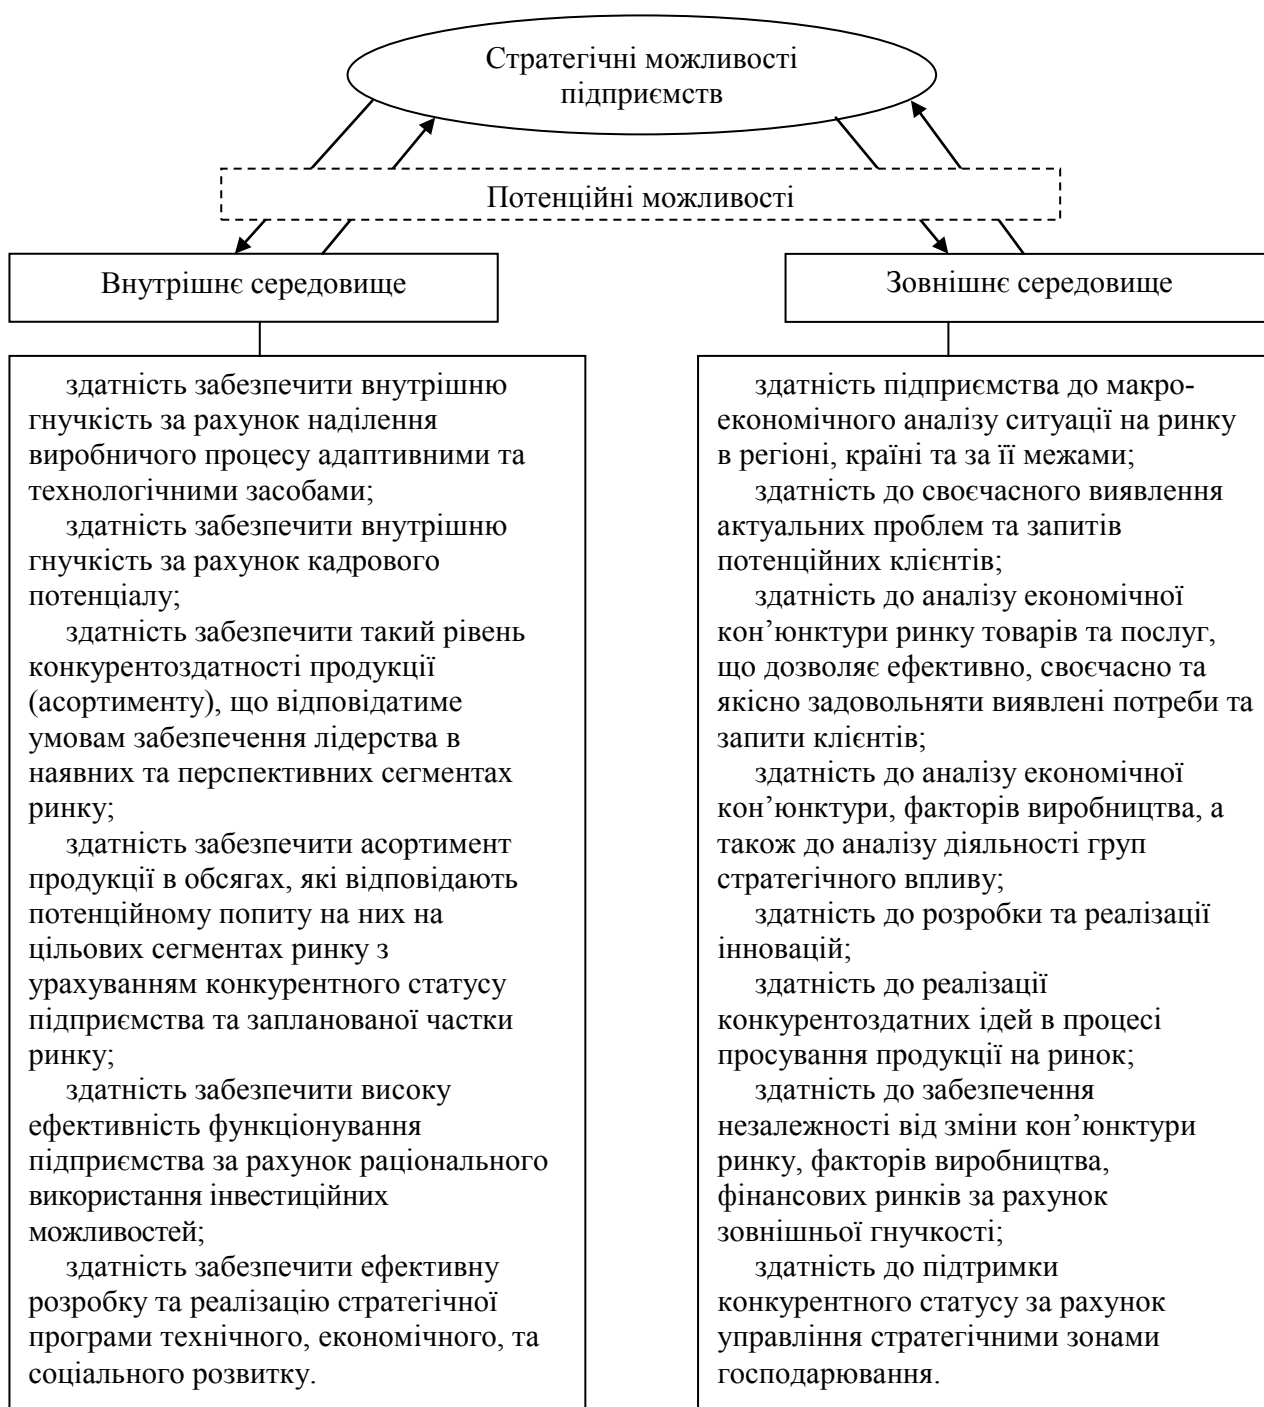 Стратегічні можливості
підприємств
Потенційні можливості
Внутрішнє середовище
Зовнішнє середовище
здатність забезпечити внутрішню
гнучкість за рахунок наділення
виробничого процесу адаптивними та
технологічними засобами;
здатність забезпечити внутрішню
гнучкість за рахунок кадрового
потенціалу;
здатність забезпечити такий рівень
конкурентоздатності продукції
(асортименту), що відповідатиме
умовам забезпечення лідерства в
наявних та перспективних сегментах
ринку;
здатність забезпечити асортимент
продукції в обсягах, які відповідають
потенційному попиту на них на
цільових сегментах ринку з
урахуванням конкурентного статусу
підприємства та запланованої частки
ринку;
здатність забезпечити високу
ефективність функціонування
підприємства за рахунок раціонального
використання інвестиційних
можливостей;
здатність забезпечити ефективну
розробку та реалізацію стратегічної
програми технічного, економічного, та
соціального розвитку.
здатність підприємства до макро-
економічного аналізу ситуації на ринку
в регіоні, країні та за її межами;
здатність до своєчасного виявлення
актуальних проблем та запитів
потенційних клієнтів;
здатність до аналізу економічної
кон’юнктури ринку товарів та послуг,
що дозволяє ефективно, своєчасно та
якісно задовольняти виявлені потреби та
запити клієнтів;
здатність до аналізу економічної
кон’юнктури, факторів виробництва, а
також до аналізу діяльності груп
стратегічного впливу;
здатність до розробки та реалізації
інновацій;
здатність до реалізації
конкурентоздатних ідей в процесі
просування продукції на ринок;
здатність до забезпечення
незалежності від зміни кон’юнктури
ринку, факторів виробництва,
фінансових ринків за рахунок
зовнішньої гнучкості;
здатність до підтримки
конкурентного статусу за рахунок
управління стратегічними зонами
господарювання.